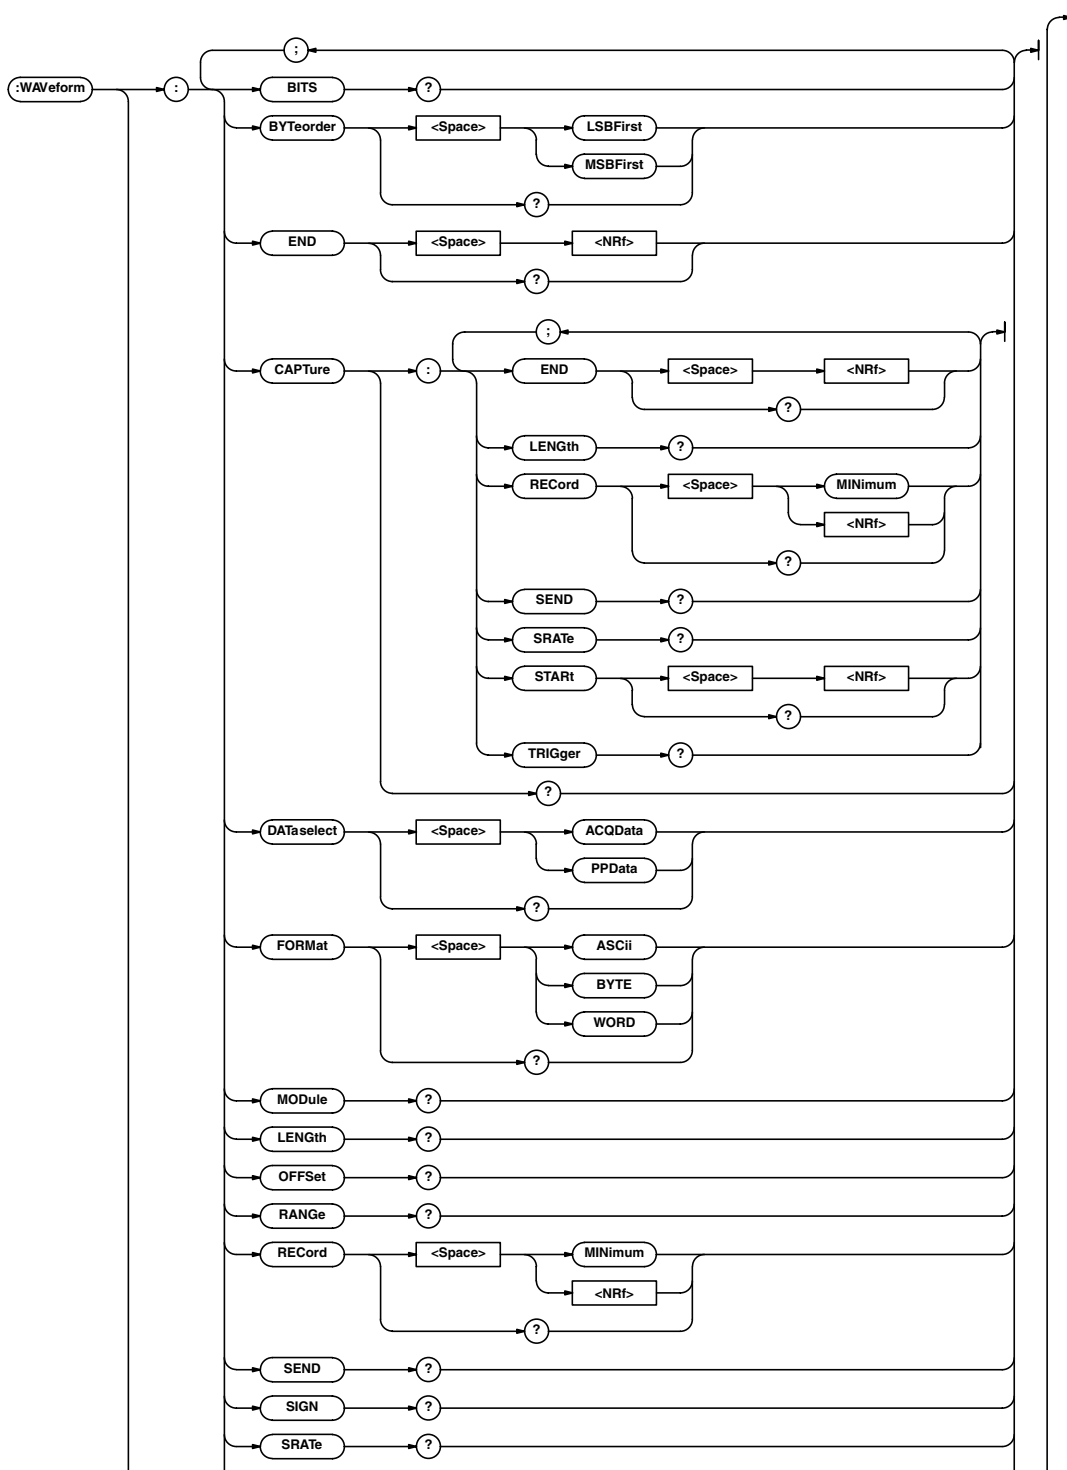 ;
:WAVeform : BITS ?
BYTeorder <Space> LSBFirst
MSBFirst
?
END <Space> <NRf>
?
;
CAPTure : END <Space> <NRf>
?
LENGth ?
RECord <Space> MINimum
<NRf>
?
SEND ?
SRATe ?
STARt <Space> <NRf>
?
TRIGger ?
?
DATaselect <Space> ACQData
PPData
?
FORMat <Space> ASCii
BYTE
WORD
?
MODule ?
LENGth ?
OFFSet ?
RANGe ?
RECord <Space> MINimum
<NRf>
?
SEND ?
SIGN ?
SRATe ?